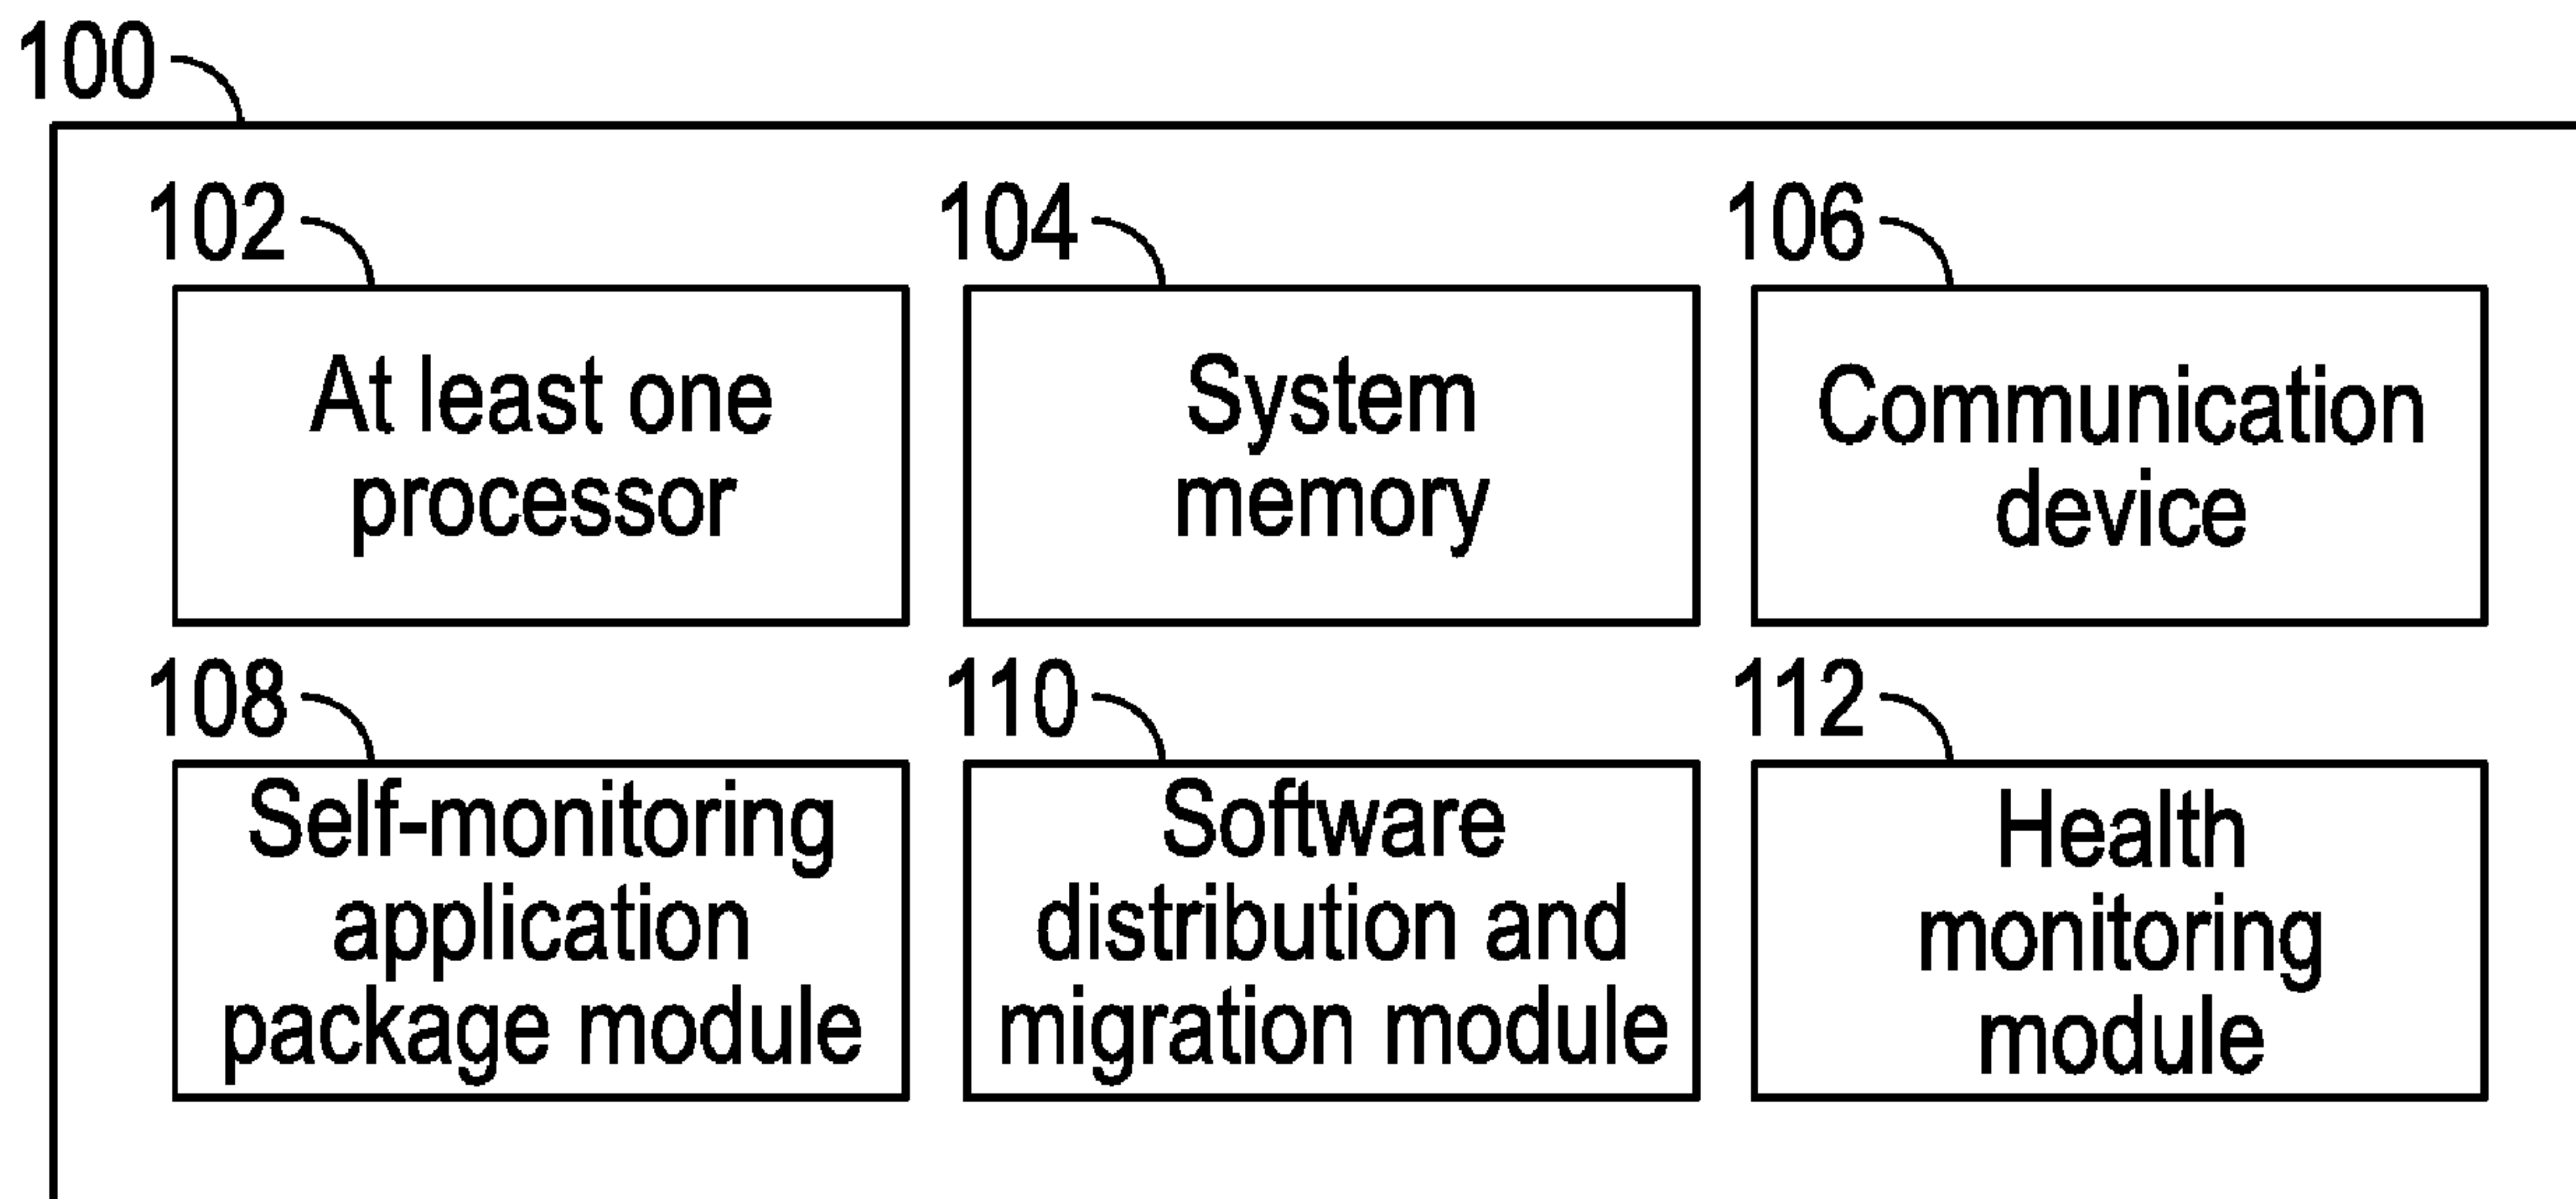 100
102
At least one
processor
104
System
memory
106
Communication
device
108
Self-monitoring
application
package module
110
Software
distribution and
migration module
112
Health
monitoring
module